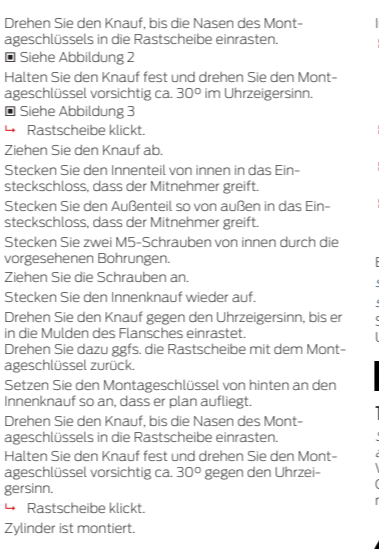 Drehen Sie den Knauf, bis die Nasen des Mont-
ageschlüssels in die Rastscheibe einrasten.
▣ Siehe Abbildung 2
Halten Sie den Knauf fest und drehen Sie den Mont-
ageschlüssel vorsichtig ca. 30° im Uhrzeigersinn.
▣ Siehe Abbildung 3
↪ Rastscheibe klickt.
Ziehen Sie den Knauf ab.
Stecken Sie den Innenteil von innen in das Ein-
steckschloss, dass der Mitnehmer greift.
Stecken Sie den Außenteil so von außen in das Ein-
steckschloss, dass der Mitnehmer greift.
Stecken Sie zwei M5-Schrauben von innen durch die
vorgesehenen Bohrungen.
Ziehen Sie die Schrauben an.
Stecken Sie den Innenknauf wieder auf.
Drehen Sie den Knauf gegen den Uhrzeigersinn, bis er
in die Mulden des Flansches einrastet.
Drehen Sie dazu ggfs. die Rastscheibe mit dem Mont-
ageschlüssel zurück.
Setzen Sie den Montageschlüssel von hinten an den
Innenknauf so an, dass er plan aufliegt.
Drehen Sie den Knauf, bis die Nasen des Mont-
ageschlüssels in die Rastscheibe einrasten.
Halten Sie den Knauf fest und drehen Sie den Mont-
ageschlüssel vorsichtig ca. 30° gegen den Uhrzei-
gersinn.
↪ Rastscheibe klickt.
Zylinder ist montiert.